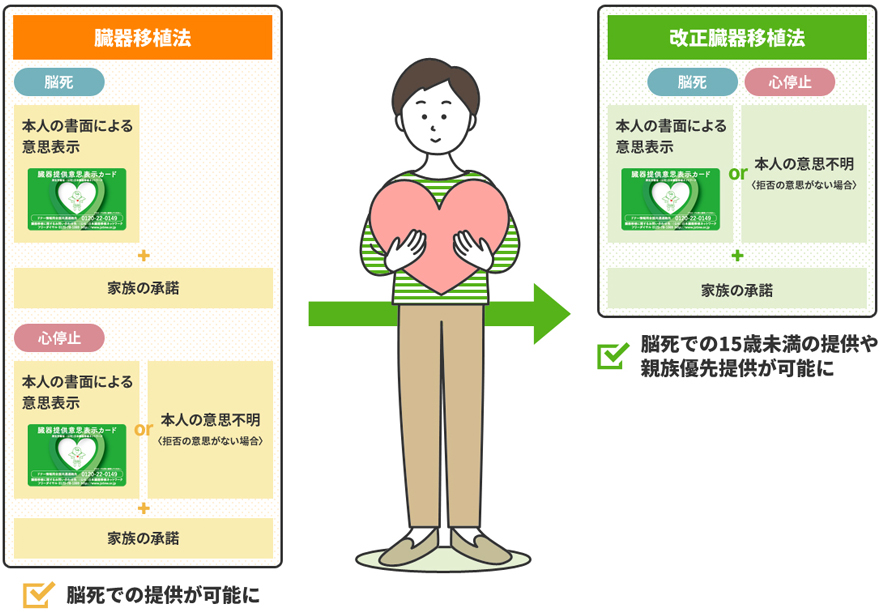 臓器移植法
脳死
本人の書面による
意思表示
臓器提供意思表示カード
0120-22-0149
+
家族の承諾
心停止
本人の書面による
意思表示
臓器提供意思表示カード
0120-22-0149
or
本人の意思不明
〈拒否の意思がない場合〉
+
家族の承諾
脳死での提供が可能に
改正臓器移植法
脳死
心停止
本人の書面による
意思表示
臓器提供意思表示カード
0120-22-0149
or
本人の意思不明
〈拒否の意思がない場合〉
+
家族の承諾
脳死での15歳未満の提供や
親族優先提供が可能に